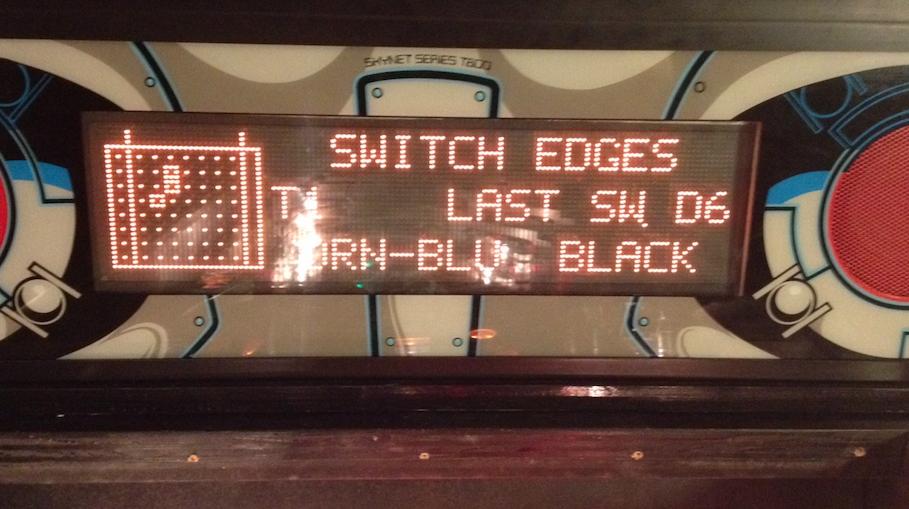 SKYNET SERIES T800
SWITCH EDGES
LAST SW D6
BLACK